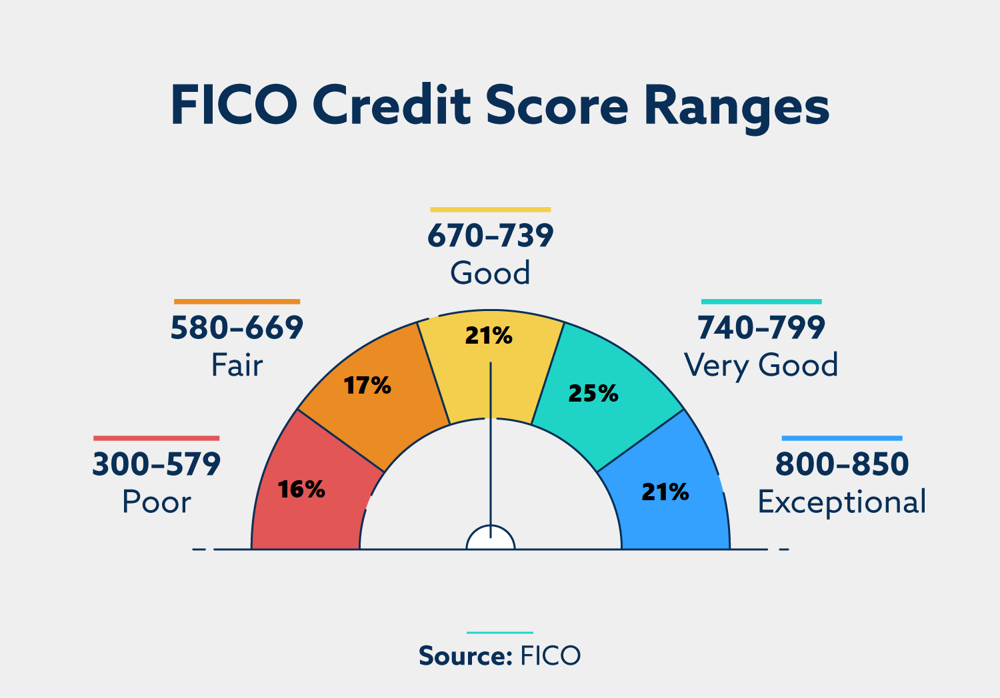 FICO Credit Score Ranges
670–739
Good
580–669
Fair
740–799
Very Good
300–579
Poor
800–850
Exceptional
16%
17%
21%
25%
21%
Source: FICO